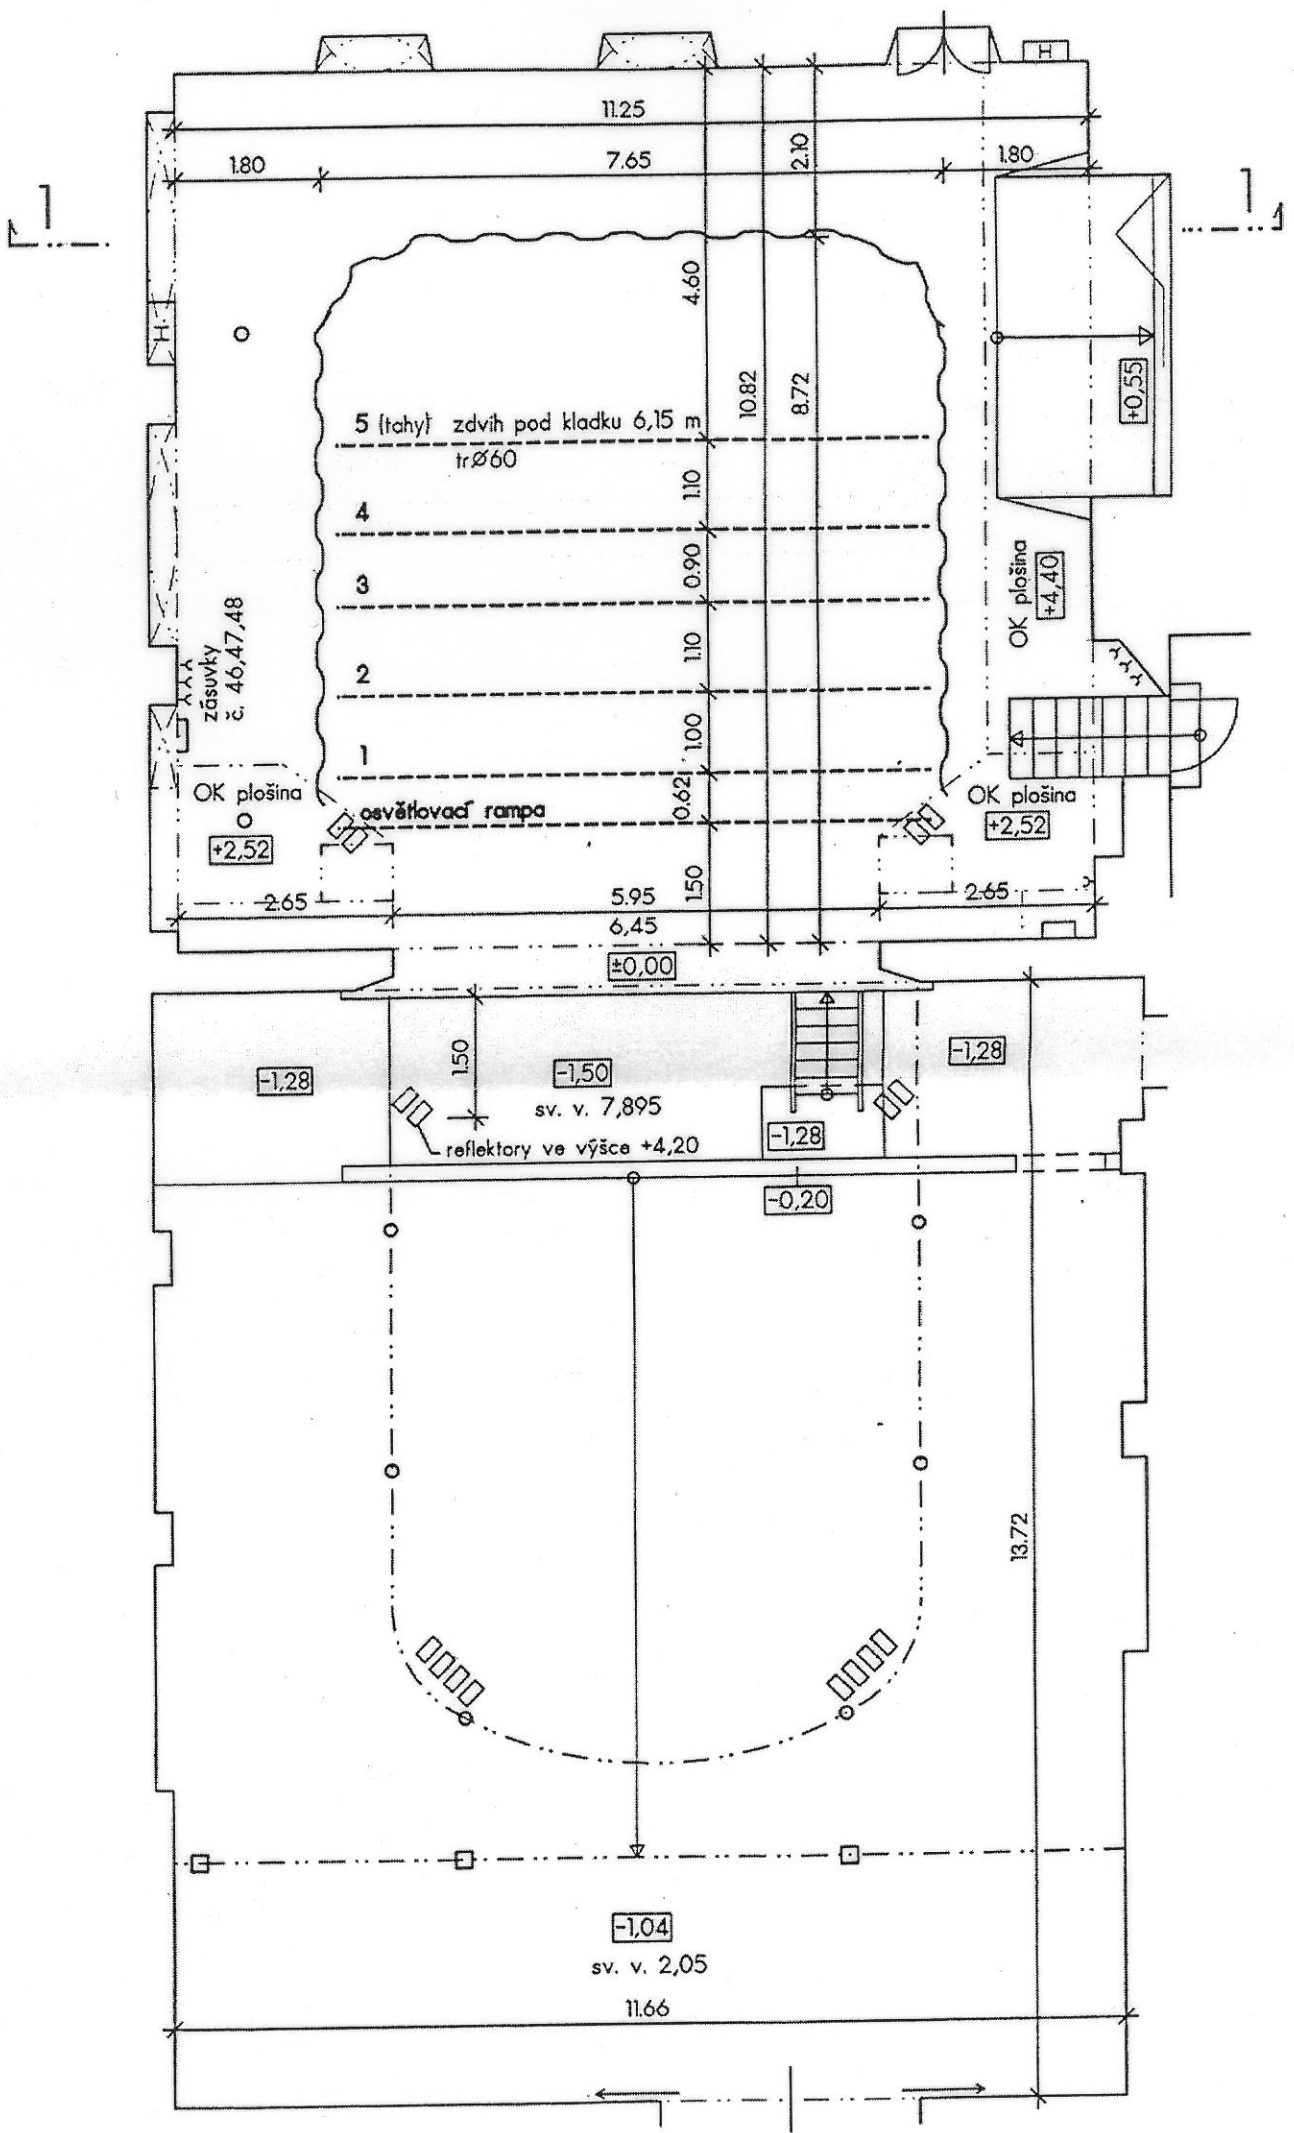 H
11.25
1.80
7.65
2.10
1.80
1
1
4.60
H
10.82
8.72
+0,55
5 (tahy) zdvih pod kladku 6,15 m
trø60
1.10
4
0.90
3
OK plošina
+4,40
1.10
zásuvky
č. 46,47,48
2
1.00
1
OK plošina
0.62
OK plošina
osvětlovací rampa
+2,52
+2,52
1.50
2.65
5.95
2.65
6,45
±0,00
1.50
-1,28
-1,50
-1,28
sv. v. 7,895
-1,28
reflektory ve výšce +4,20
-0,20
13.72
-1,04
sv. v. 2,05
11.66